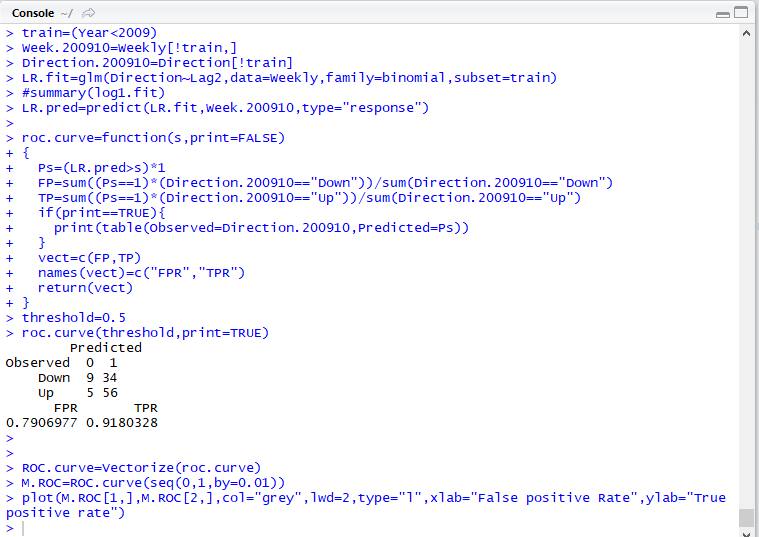 Console ~/
> train=(Year<2009)
> Week.200910=Weekly[!train,]
> Direction.200910=Direction[!train]
> LR.fit=glm(Direction~Lag2,data=Weekly,family=binomial,subset=train)
> #summary(log1.fit)
> LR.pred=predict(LR.fit,Week.200910,type="response")
>
> roc.curve=function(s,print=FALSE)
+ {
+   Ps=(LR.pred>s)*1
+   FP=sum((Ps==1)*(Direction.200910=="Down"))/sum(Direction.200910=="Down")
+   TP=sum((Ps==1)*(Direction.200910=="Up"))/sum(Direction.200910=="Up")
+   if(print==TRUE){
+     print(table(Observed=Direction.200910,Predicted=Ps))
+   }
+   vect=c(FP,TP)
+   names(vect)=c("FPR","TPR")
+   return(vect)
+ }
> threshold=0.5
> roc.curve(threshold,print=TRUE)
        Predicted
Observed  0  1
    Down  9 34
    Up    5 56
      FPR       TPR
0.7906977 0.9180328
>
>
> ROC.curve=Vectorize(roc.curve)
> M.ROC=ROC.curve(seq(0,1,by=0.01))
> plot(M.ROC[1,],M.ROC[2,],col="grey",lwd=2,type="l",xlab="False positive Rate",ylab="True
positive rate")
>